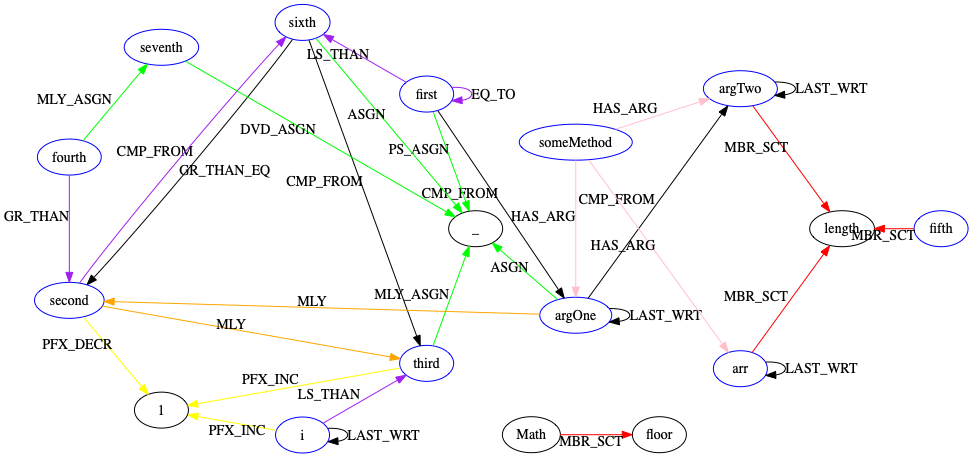 sixth
seventh
LS_THAN
first
EQ_TO
argTwo
LAST_WRT
MLY_ASGN
HAS_ARG
ASGN
DVD_ASGN
someMethod
PS_ASGN
MBR_SCT
fourth
CMP_FROM
GR_THAN_EQ
CMP_FROM
CMP_FROM
CMP_FROM
GR_THAN
HAS_ARG
_
length
MBR_SCT
fifth
HAS_ARG
ASGN
MLY_ASGN
MBR_SCT
second
MLY
argOne
LAST_WRT
MLY
PFX_DECR
third
arr
LAST_WRT
PFX_INC
LS_THAN
1
PFX_INC
i
LAST_WRT
Math
MBR_SCT
floor